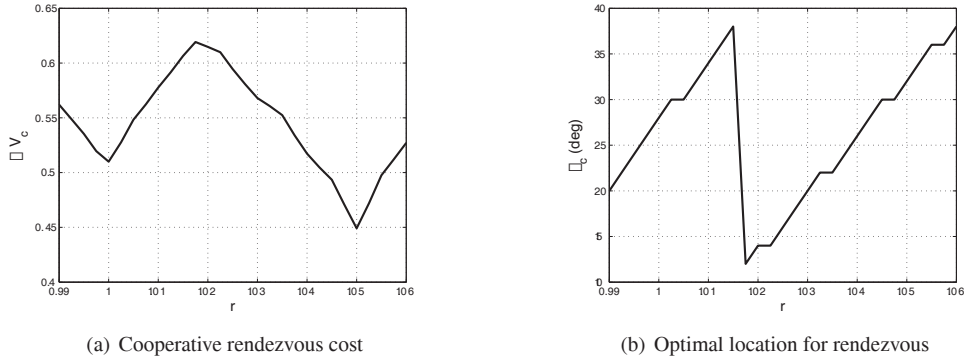 0.65
0.6
0.55
0.5
0.45
0.4
□ V_c
0.99 1 101 102 103 104 105 106
r
(a) Cooperative rendezvous cost
40
35
30
25
20
15
10
□_c (deg)
0.99 1 101 102 103 104 105 106
r
(b) Optimal location for rendezvous